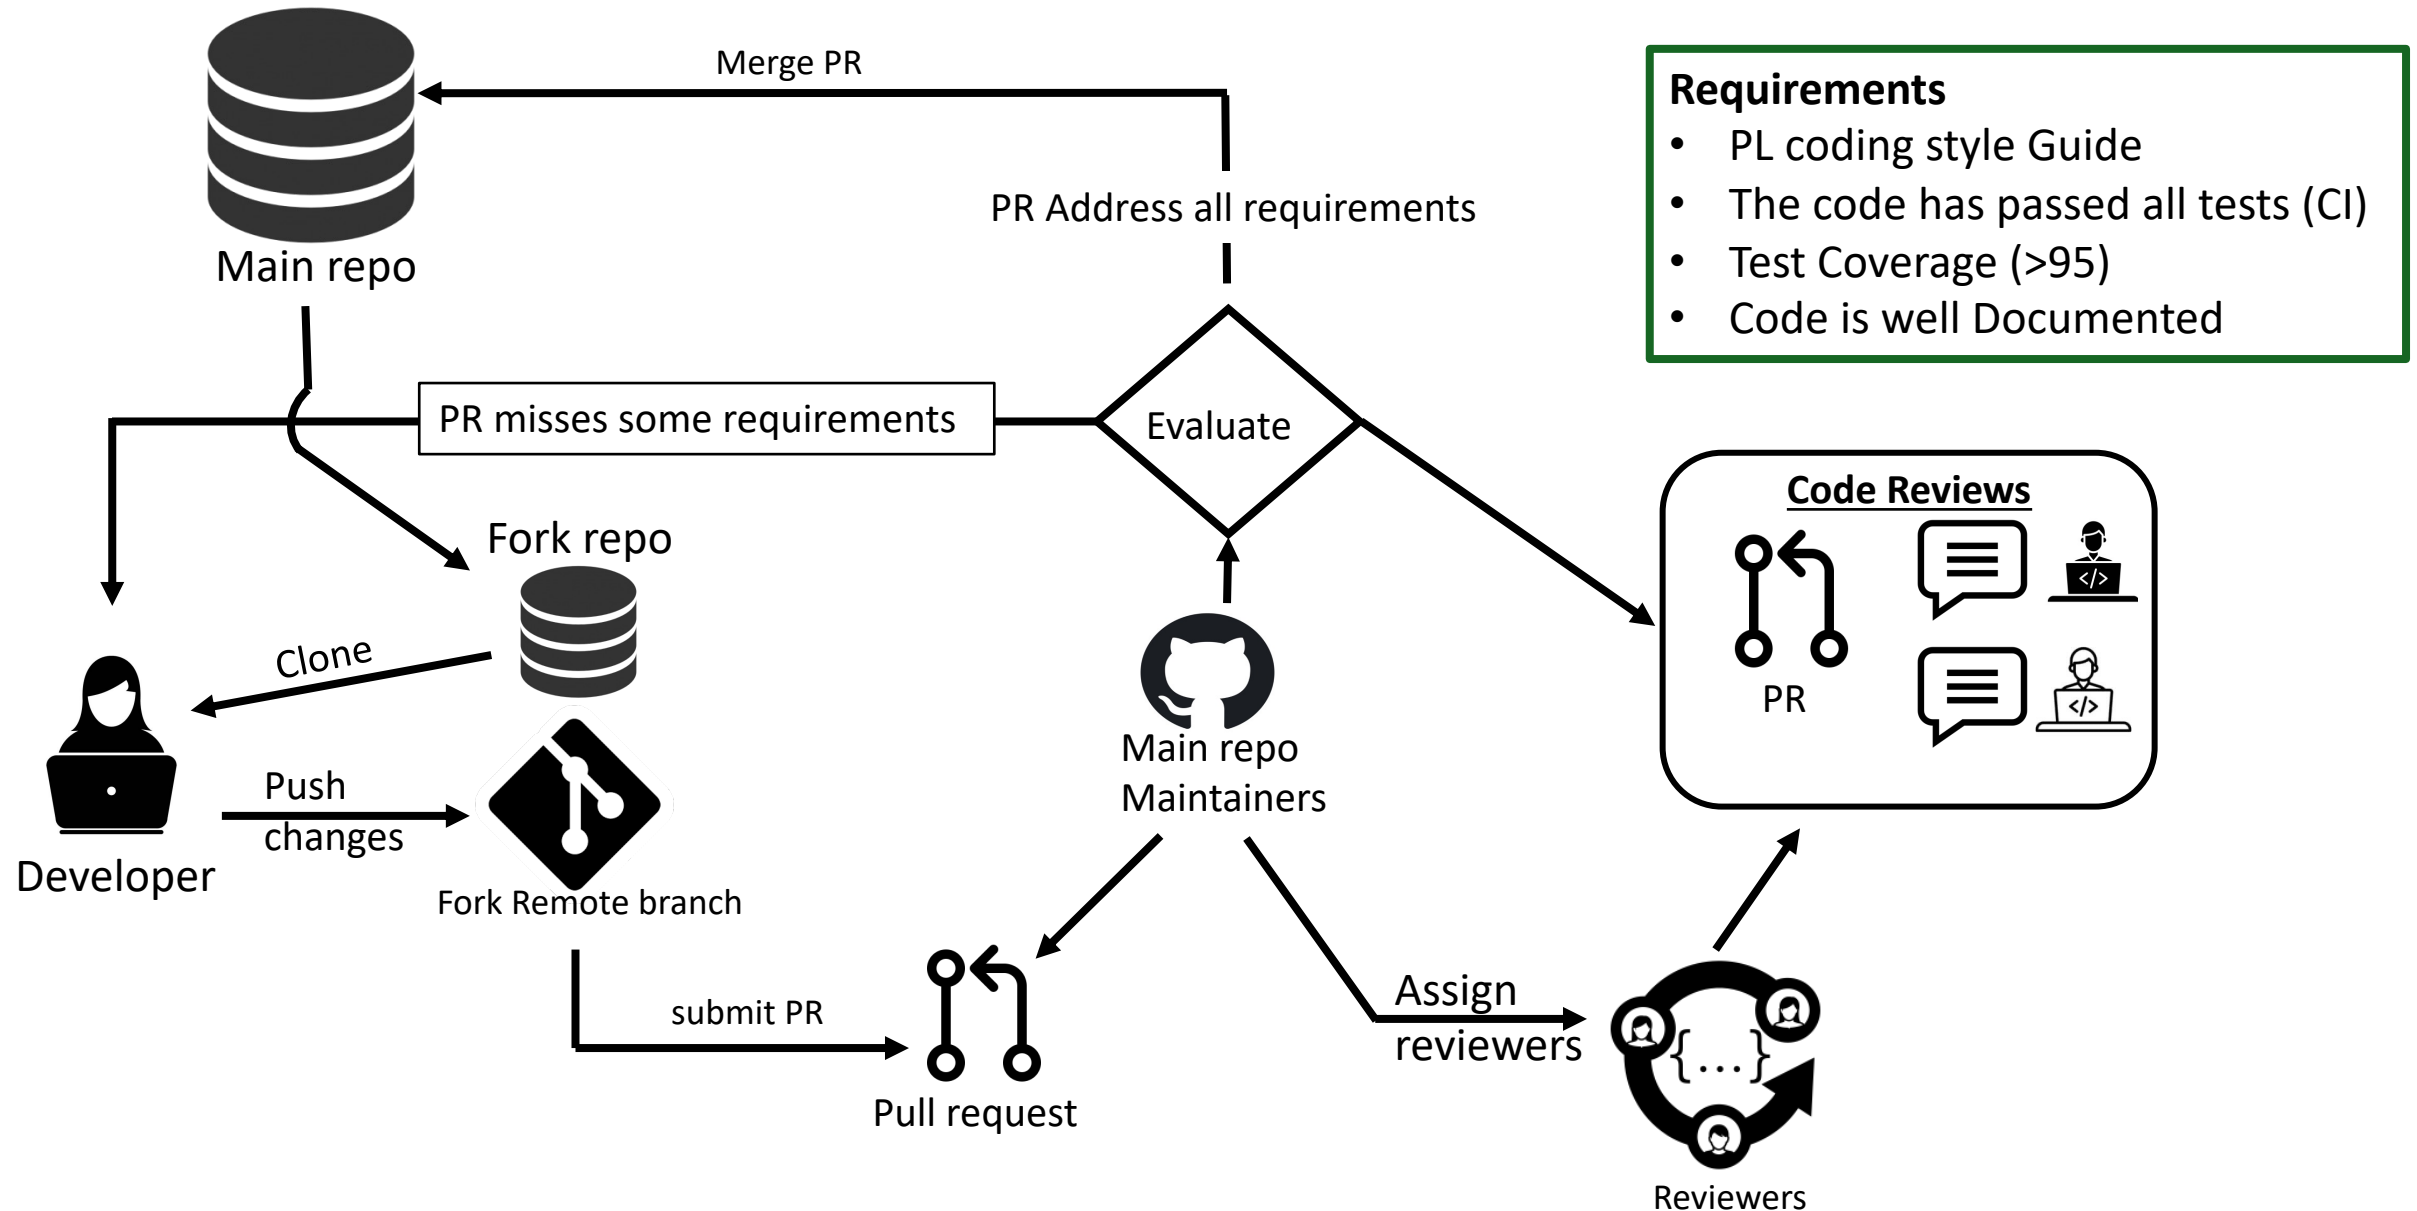 Merge PR
Requirements
• PL coding style Guide
• The code has passed all tests (CI)
• Test Coverage (>95)
• Code is well Documented
PR Address all requirements
Main repo
PR misses some requirements
Evaluate
Code Reviews
PR
Fork repo
Clone
Main repo
Maintainers
Push
changes
Developer
Fork Remote branch
submit PR
Pull request
Assign
reviewers
{...}
Reviewers